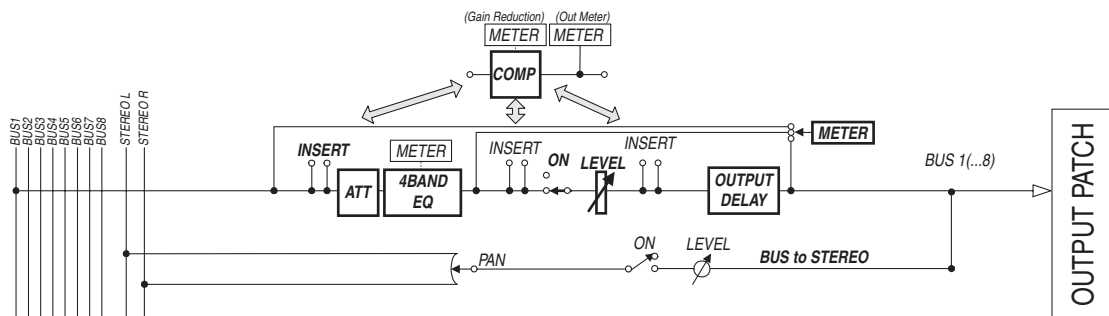 (Gain Reduction) (Out Meter)
METER METER
COMP
BUS1
BUS2
BUS3
BUS4
BUS5
BUS6
BUS7
BUS8
STEREO L
STEREO R
INSERT
METER
INSERT
ON
LEVEL
INSERT
METER
ATT
4BAND
EQ
OUTPUT
DELAY
BUS 1(...8)
PAN
ON
LEVEL
BUS to STEREO
OUTPUT PATCH